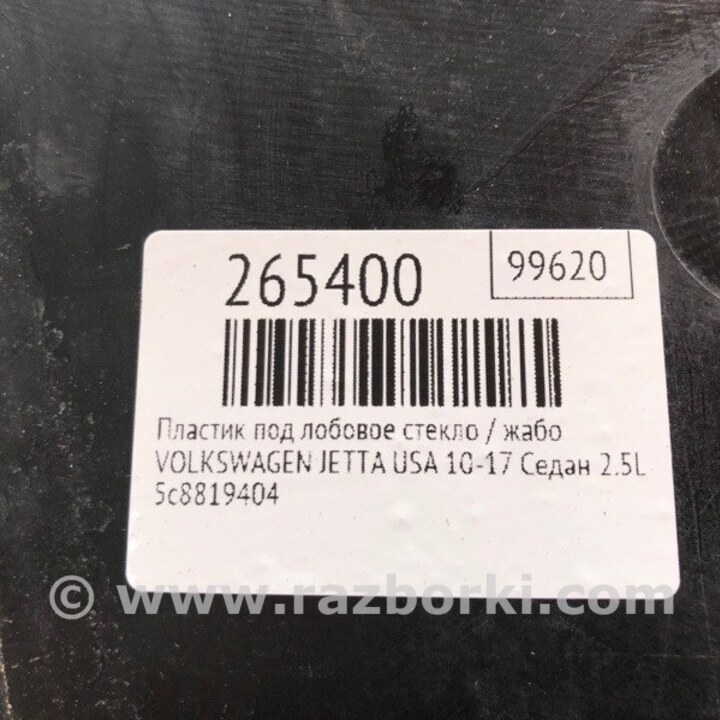 265400
99620
Пластик под лобовое стекло / жабо
VOLKSWAGEN JETTA USA 10-17 Седан 2.5L
5c8819404
© www.razborki.com